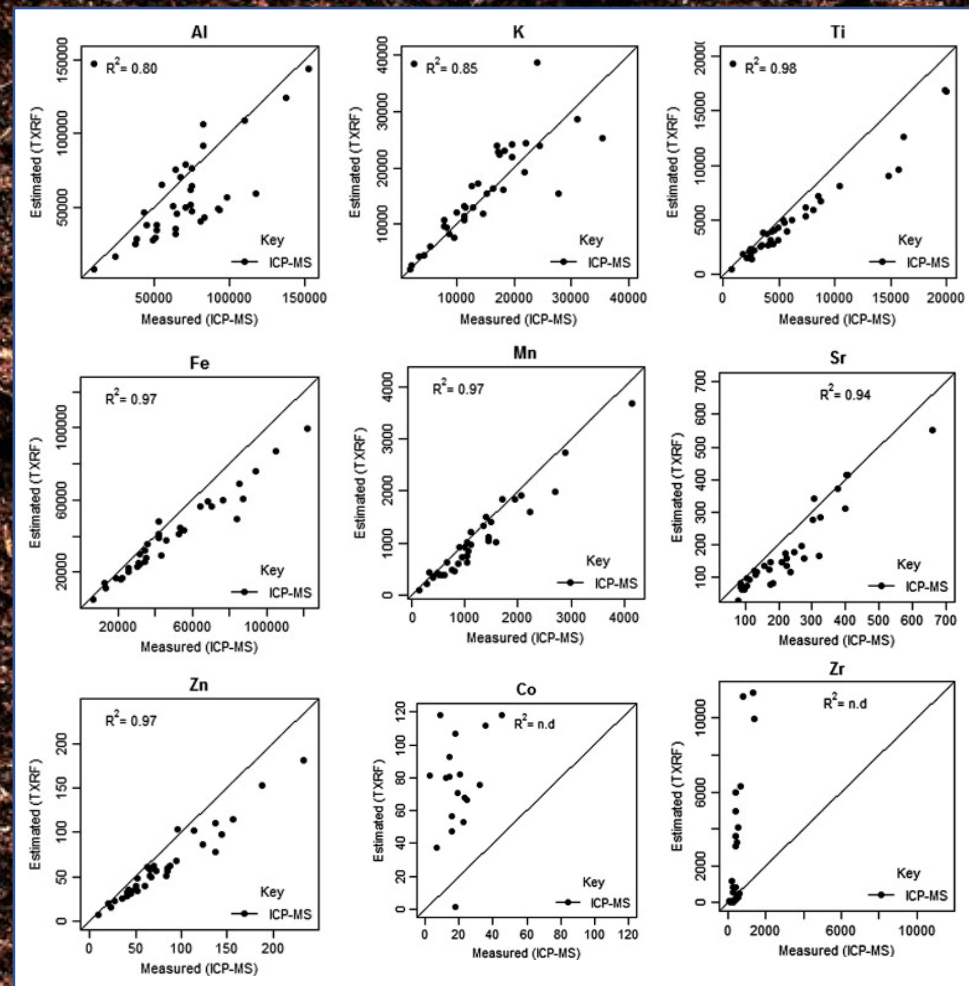 Al
R²= 0.80
Estimated (TXRF)
50000
100000
150000
Key
ICP-MS
50000
100000
150000
Measured (ICP-MS)
K
R²= 0.85
Estimated (TXRF)
10000
20000
30000
40000
Key
ICP-MS
10000
20000
30000
40000
Measured (ICP-MS)
Ti
R²= 0.98
Estimated (TXRF)
0
5000
10000
15000
20000
Key
ICP-MS
0
5000
10000
15000
20000
Measured (ICP-MS)
Fe
R²= 0.97
Estimated (TXRF)
20000
60000
100000
Key
ICP-MS
20000
60000
100000
Measured (ICP-MS)
Mn
R²= 0.97
Estimated (TXRF)
0
1000
2000
3000
4000
Key
ICP-MS
0
1000
2000
3000
4000
Measured (ICP-MS)
Sr
R²= 0.94
Estimated (TXRF)
100
200
300
400
500
600
700
Key
ICP-MS
100
200
300
400
500
600
700
Measured (ICP-MS)
Zn
R²= 0.97
Estimated (TXRF)
0
50
100
150
200
Key
ICP-MS
0
50
100
150
200
Measured (ICP-MS)
Co
R²= n.d
Estimated (TXRF)
0
20
40
60
80
100
120
Key
ICP-MS
0
20
40
60
80
100
120
Measured (ICP-MS)
Zr
R²= n.d
Estimated (TXRF)
0
2000
6000
10000
Key
ICP-MS
0
2000
6000
10000
Measured (ICP-MS)